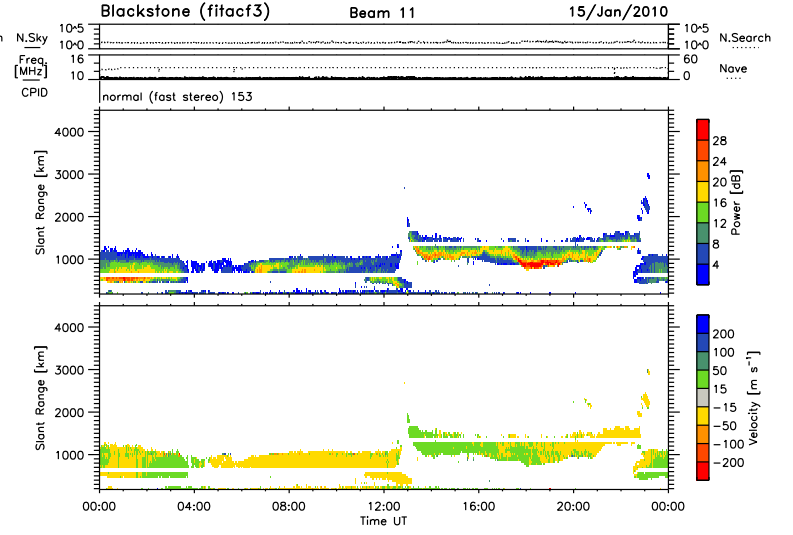 Blackstone (fitacf3) Beam 11 15/Jan/2010
N.Sky 10^5 10^5 N.Search
10^0 10^0
Freq. [MHz] 16 60 Nave
10 0
CPID
normal (fast stereo) 153
Slant Range [km]
4000
3000
2000
1000
28
24
20
16
12
8
4
Power [dB]
Slant Range [km]
4000
3000
2000
1000
200
100
50
15
-15
-50
-100
-200
Velocity [m s⁻¹]
00:00 04:00 08:00 12:00 16:00 20:00 00:00
Time UT